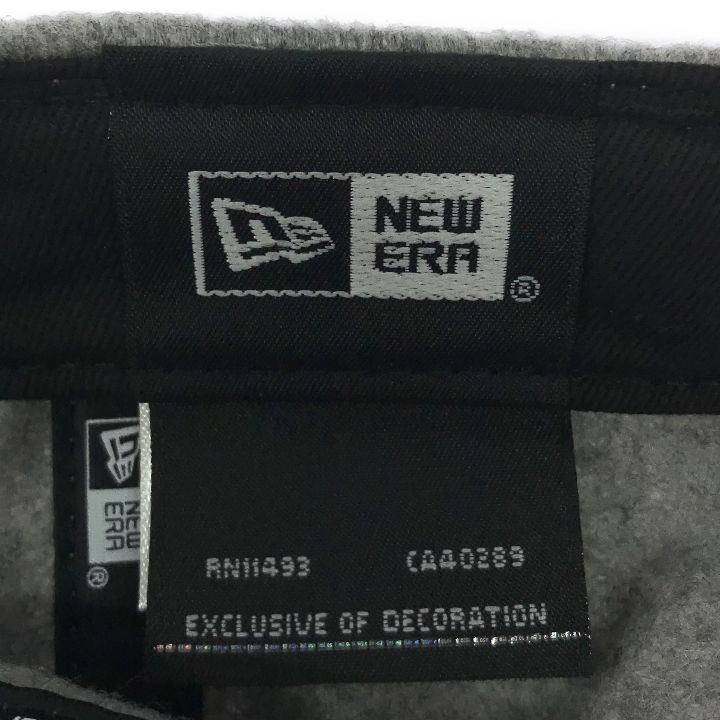 NEW
ERA
®
NEW
ERA
®
RN11493 CA40289
EXCLUSIVE OF DECORATION